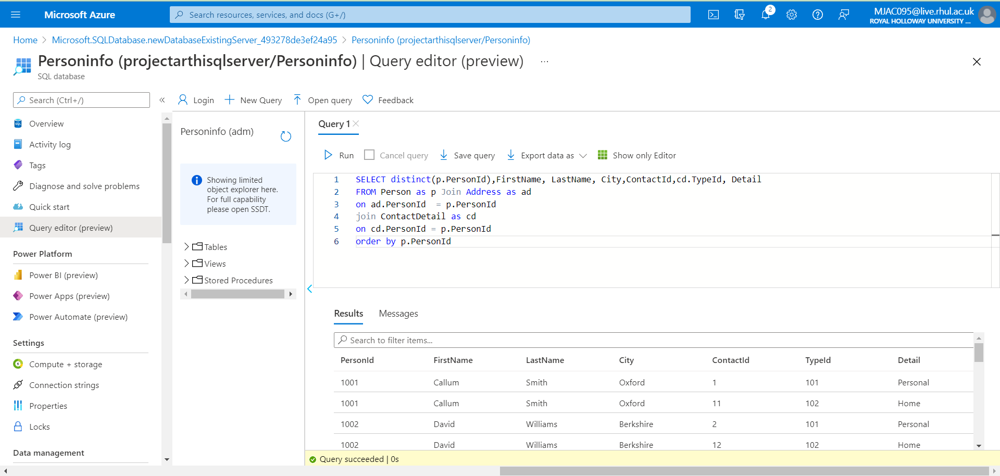 Microsoft Azure
Search resources, services, and docs (G+/)
2
MJAC095@live.rhul.ac.uk
ROYAL HOLLOWAY UNIVERSITY ...
Home > Microsoft.SQLDatabase.newDatabaseExistingServer_493278de3ef24a95 > Personinfo (projectarthisqlserver/Personinfo)
Personinfo (projectarthisqlserver/Personinfo) | Query editor (preview) ...
SQL database
Search (Ctrl+/)
«
Overview
Activity log
Tags
Diagnose and solve problems
Quick start
Query editor (preview)
Power Platform
Power BI (preview)
Power Apps (preview)
Power Automate (preview)
Settings
Compute + storage
Connection strings
Properties
Locks
Data management
Login
New Query
Open query
Feedback
Personinfo (adm)
Showing limited
object explorer here.
For full capability
please open SSDT.
Tables
Views
Stored Procedures
Query 1
Run
Cancel query
Save query
Export data as
Show only Editor
1 SELECT distinct(p.PersonId),FirstName, LastName, City,ContactId,cd.TypeId, Detail
2 FROM Person as p Join Address as ad
3 on ad.PersonId  = p.PersonId
4 join ContactDetail as cd
5 on cd.PersonId = p.PersonId
6 order by p.PersonId
Results
Messages
Search to filter items...
PersonId FirstName LastName City ContactId TypeId Detail
1001 Callum Smith Oxford 1 101 Personal
1001 Callum Smith Oxford 11 102 Home
1002 David Williams Berkshire 2 101 Personal
1002 David Williams Berkshire 12 102 Home
Query succeeded | 0s